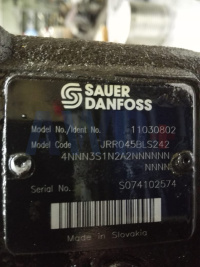 SAUER
DANFOSS
Model No./Ident No. 11030802
Model Code JRR045BLS242
4NNN3S1N2A2NNNNNN
NNNN
Serial No. S074102574
Made in Slovakia